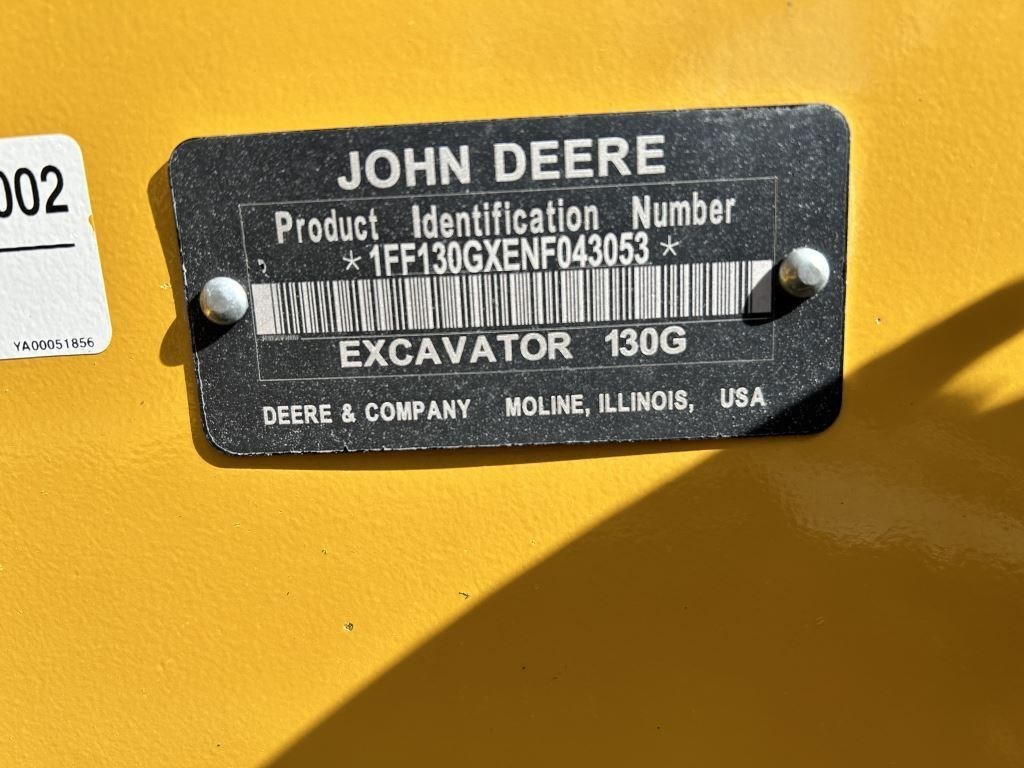 002
YA00051856
JOHN DEERE
Product Identification Number
*1FF130GXENF043053*
EXCAVATOR 130G
DEERE & COMPANY MOLINE, ILLINOIS, USA